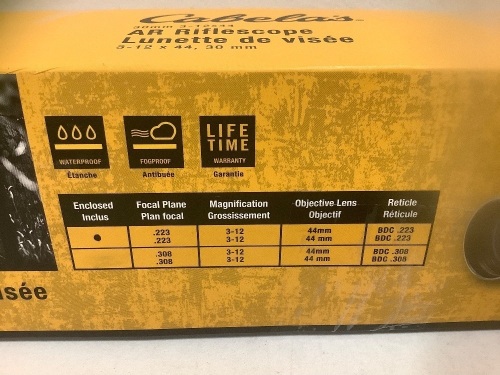 Cabela's
30mm 3-12x44
AR Riflescope
Lunette de visée
3-12 x 44, 30 mm
WATERPROOF
Étanche
FOGPROOF
Antibuée
LIFE
TIME
WARRANTY
Garantie
Enclosed Focal Plane Magnification Objective Lens Reticle
Inclus Plan focal Grossissement Objectif Réticule
.223 3-12 44mm BDC .223
.223 3-12 44 mm BDC .223
.308 3-12 44mm BDC .308
.308 3-12 44 mm BDC .308
isée